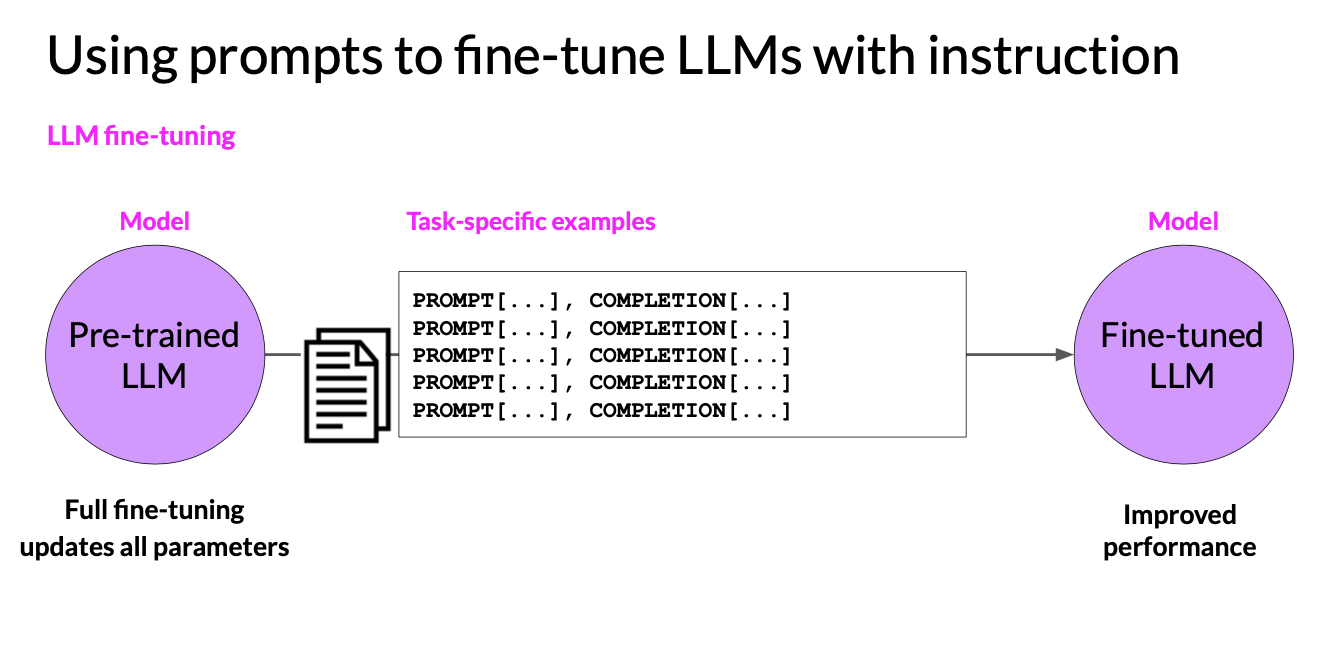 Using prompts to fine-tune LLMs with instruction
LLM fine-tuning
Model
Pre-trained
LLM
Full fine-tuning
updates all parameters
Task-specific examples
PROMPT[...], COMPLETION[...]
PROMPT[...], COMPLETION[...]
PROMPT[...], COMPLETION[...]
PROMPT[...], COMPLETION[...]
PROMPT[...], COMPLETION[...]
Model
Fine-tuned
LLM
Improved
performance